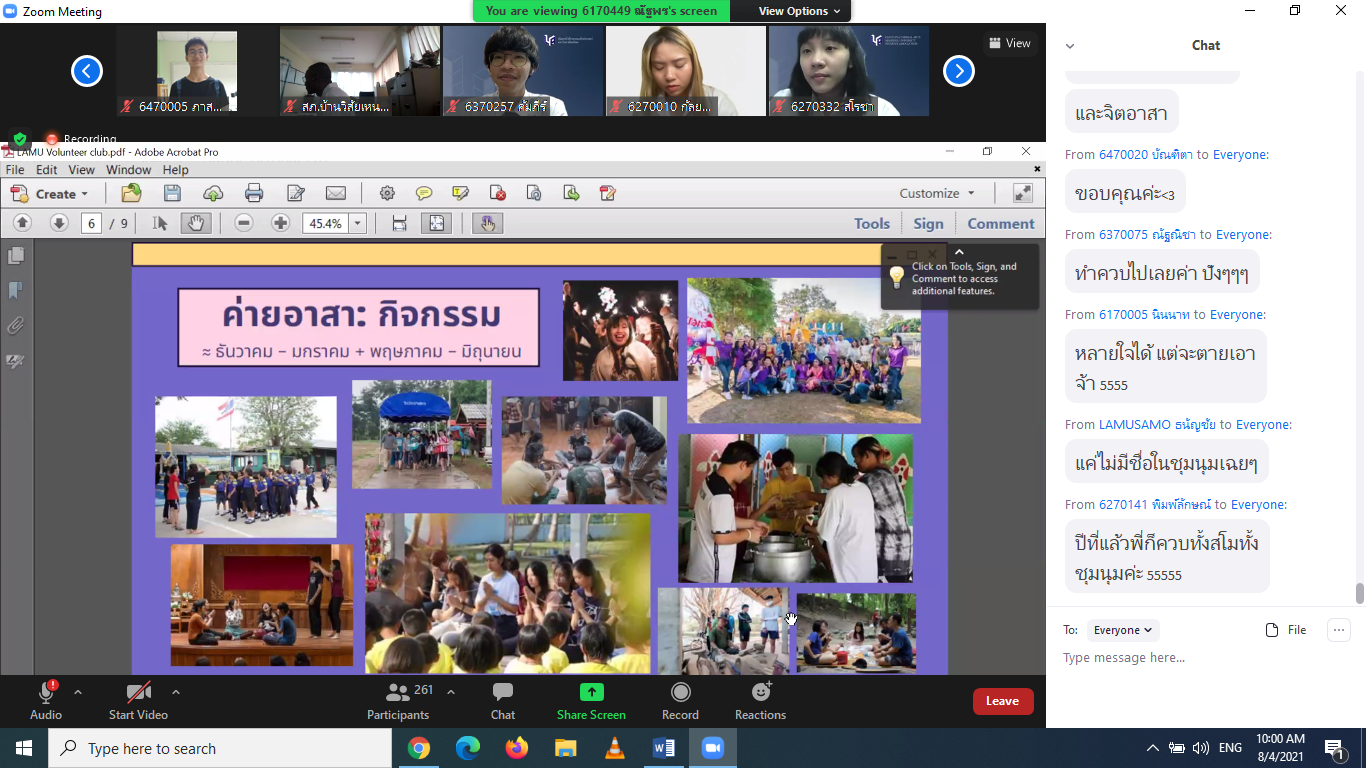 Zoom Meeting
You are viewing 6170449 ณัฐพร's screen
View Options
View
6470005 ภาส...
สภ.บ้านวิสัยเหน...
6370257 คัมภีร์
6270010 กุ้าย...
6270332 สโรชา
Recording
LAMU Volunteer club.pdf - Adobe Acrobat Pro
File Edit View Window Help
Create
Customize
6 / 9
45.4%
Tools Sign Comment
Click on Tools, Sign, and
Comment to access
additional features.
ค่ายอาสา: กิจกรรม
≈ ธันวาคม – มกราคม + พฤษภาคม – มิถุนายน
Chat
และจิตอาสา
From 6470020 บัณฑิตา to Everyone:
ขอบคุณค่ะ<3
From 6370075 ณัฐณิชา to Everyone:
ทำควบไปเลยค่า ปังๆๆๆ
From 6170005 นินนาท to Everyone:
หลายใจได้ แต่จะตายเอา
จ้า 5555
From LAMUSAMO ธนัญชัย to Everyone:
แค่ไม่มีชื่อในชุมนุมเฉยๆ
From 6270141 พิมพ์ลักษณ์ to Everyone:
ปีที่แล้วพี่ก็ควบทั้งสโมทั้ง
ชุมนุมค่ะ 55555
To: Everyone
File
Type message here...
Audio
Start Video
261
Participants
Chat
Share Screen
Record
Reactions
Leave
Type here to search
ENG
10:00 AM
8/4/2021
1